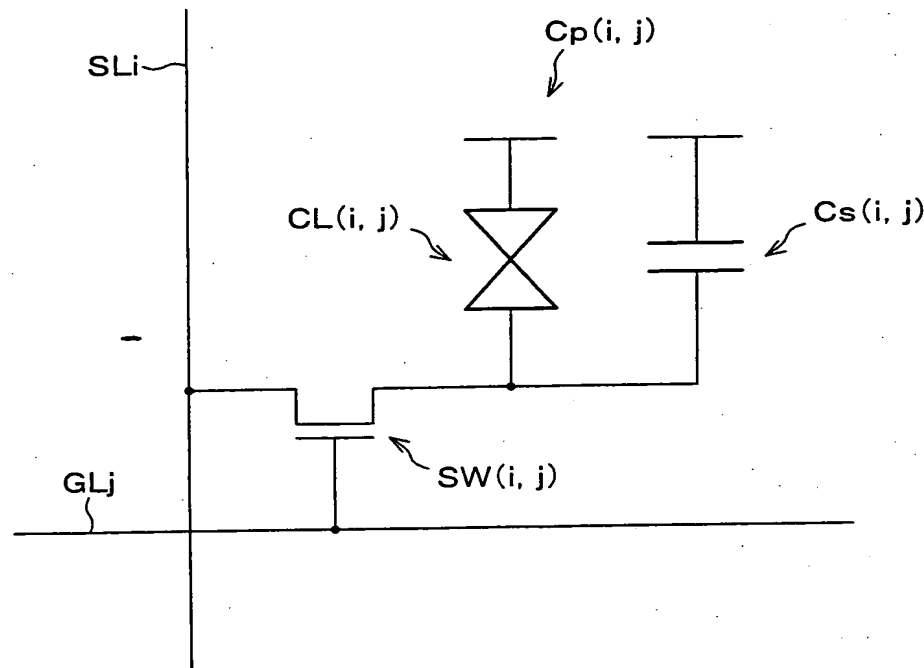 Cp(i, j)
SLi
CL(i, j)
Cs(i, j)
SW(i, j)
GLj